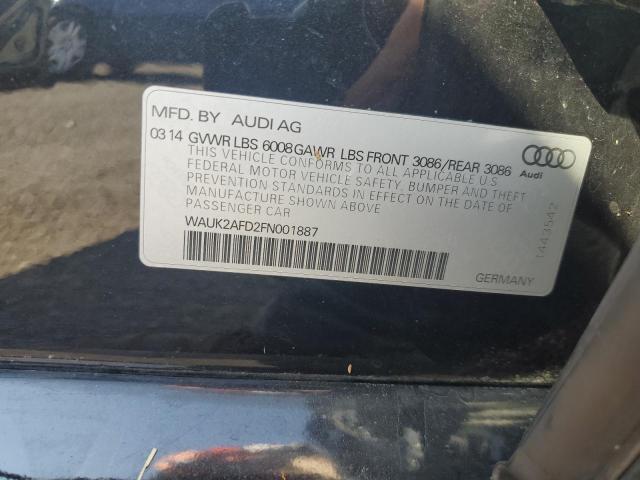 MFD. BY AUDI AG
03 14 GVWR LBS 6008 GAWR LBS FRONT 3086/REAR 3086
THIS VEHICLE CONFORMS TO ALL APPLICABLE U S
FEDERAL MOTOR VEHICLE SAFETY, BUMPER AND THEFT
PREVENTION STANDARDS IN EFFECT ON THE DATE OF
MANUFACTURE SHOWN ABOVE
PASSENGER CAR
WAUK2AFD2FN001887
Audi
1443542
GERMANY